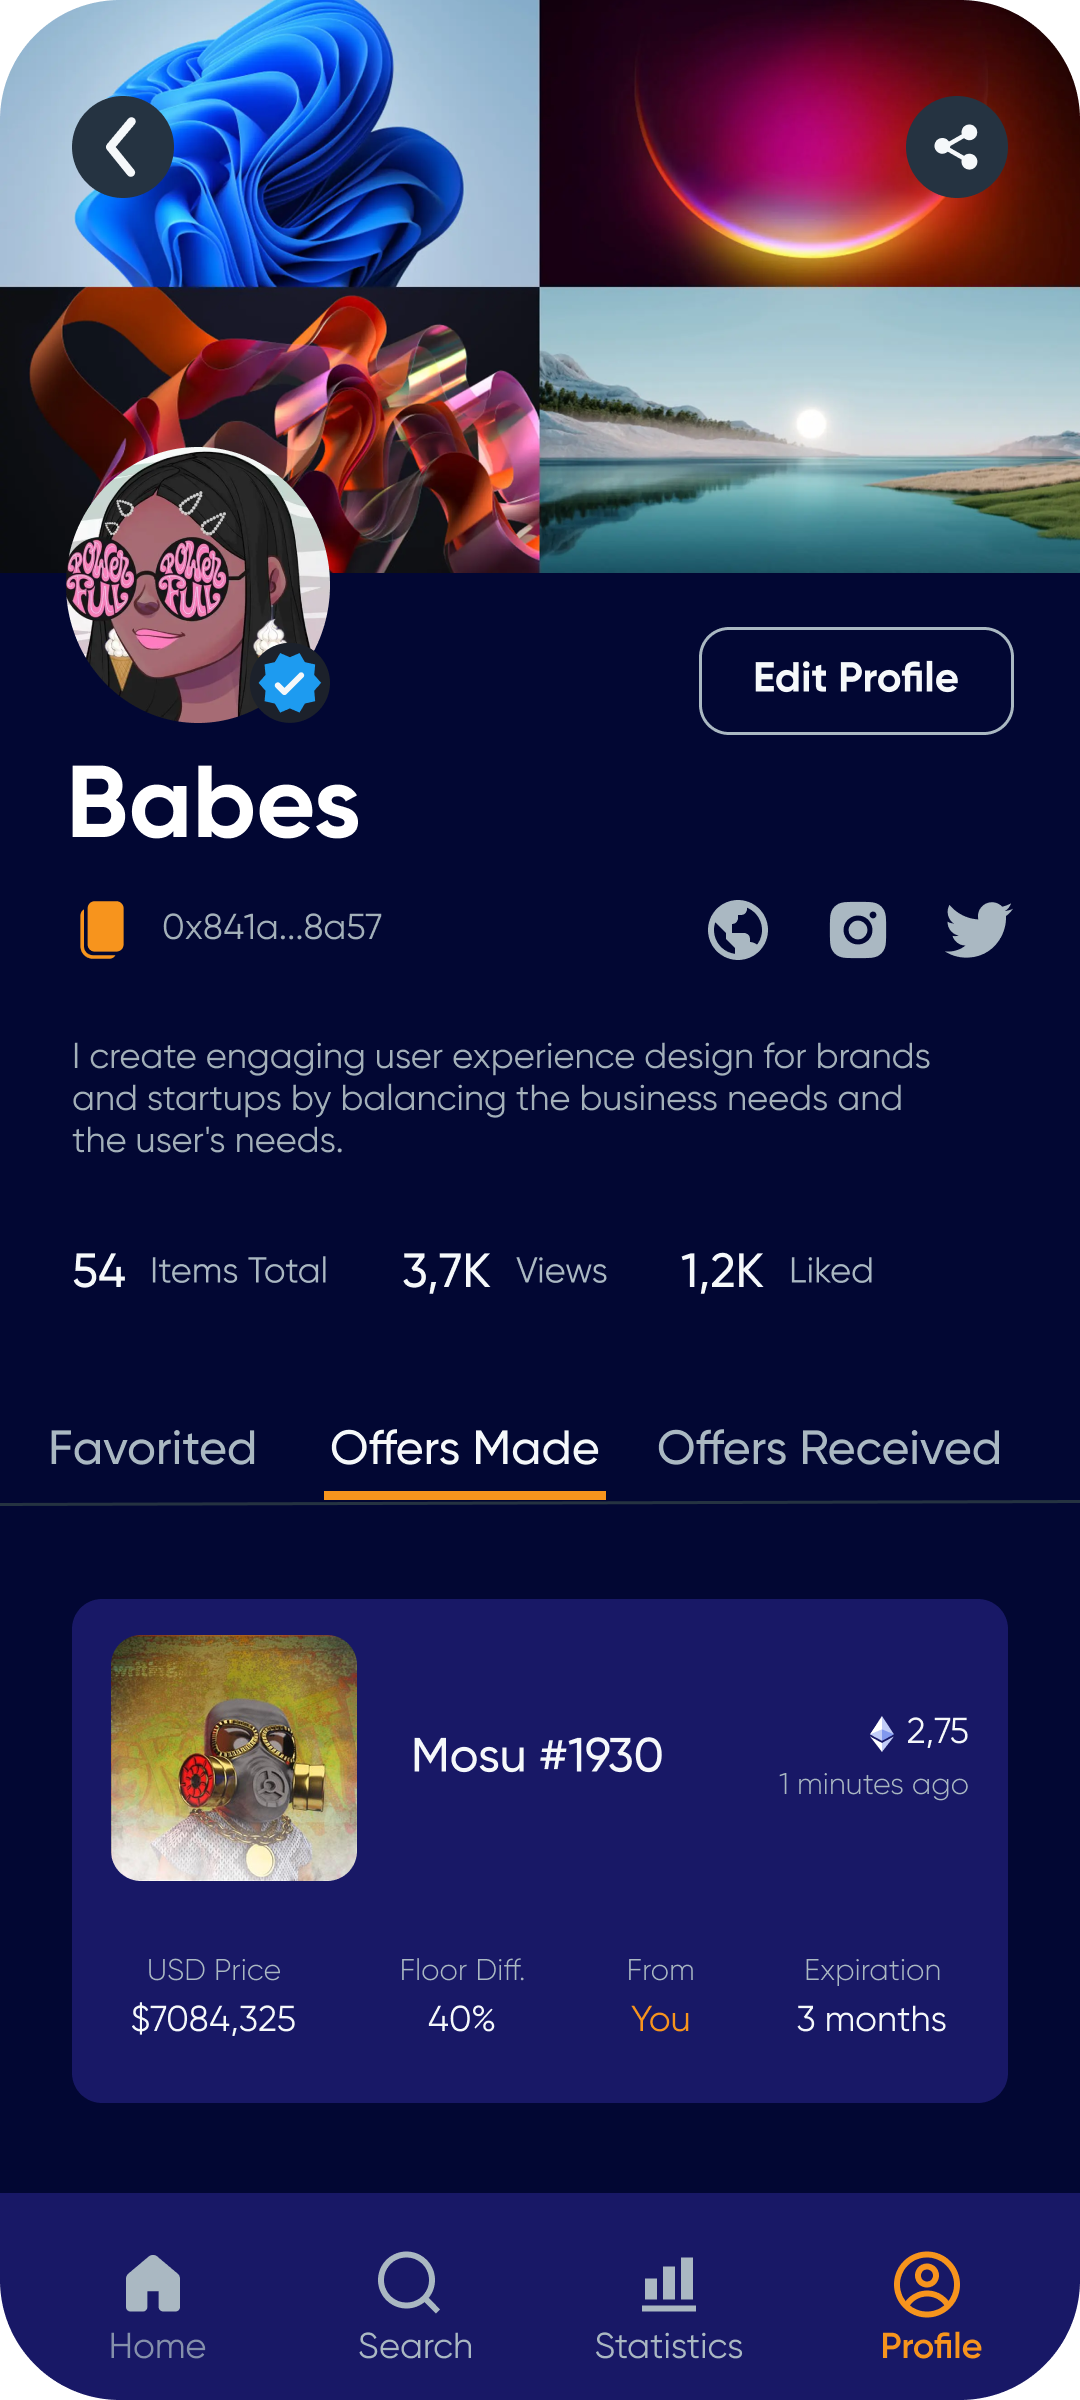 POWER
FULL
POWER
FULL
Edit Profile
Babes
0x841a...8a57
I create engaging user experience design for brands
and startups by balancing the business needs and
the user's needs.
54 Items Total 3,7K Views 1,2K Liked
Favorited Offers Made Offers Received
writing
Mosu #1930
2,75
1 minutes ago
USD Price Floor Diff. From Expiration
$7084,325 40% You 3 months
Home Search Statistics Profile